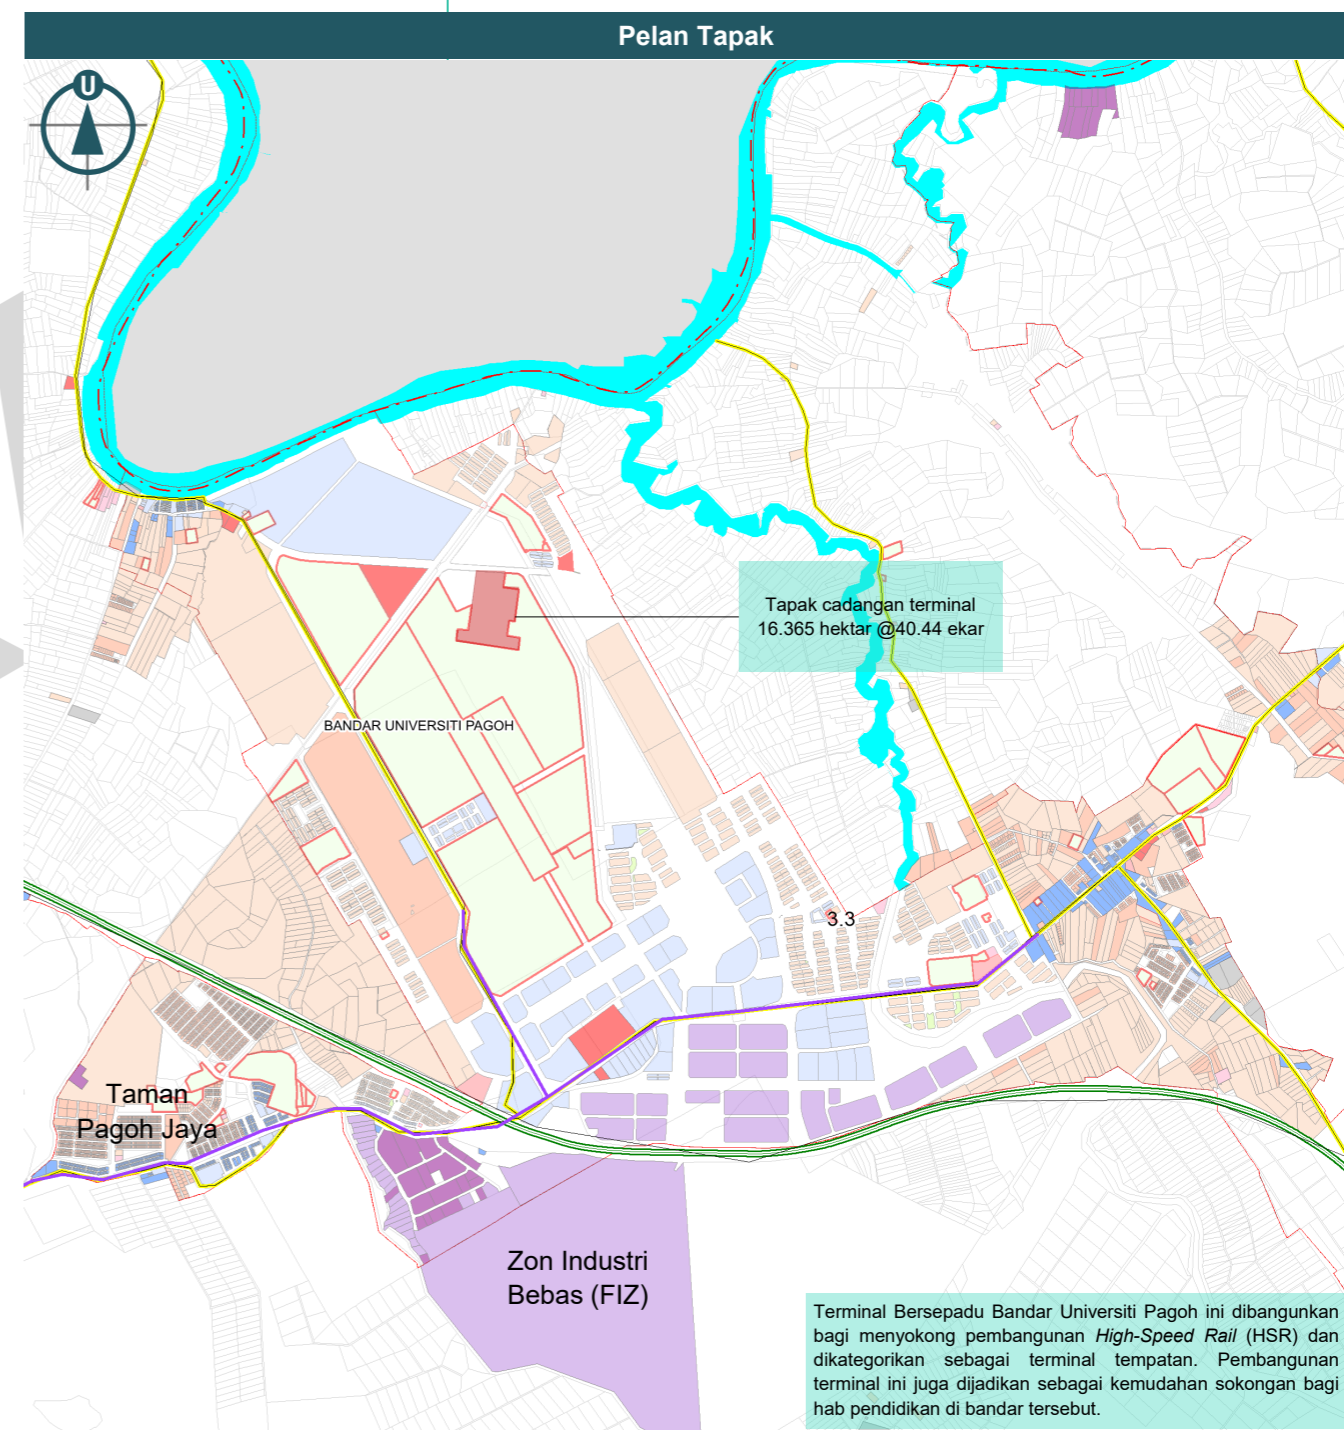 Pelan Tapak
U
Tapak cadangan terminal
16.365 hektar @40.44 ekar
BANDAR UNIVERSITI PAGOH
3.3
Taman
Pagoh Jaya
Zon Industri
Bebas (FIZ)
Terminal Bersepadu Bandar Universiti Pagoh ini dibangunkan
bagi menyokong pembangunan High-Speed Rail (HSR) dan
dikategorikan sebagai terminal tempatan. Pembangunan
terminal ini juga dijadikan sebagai kemudahan sokongan bagi
hab pendidikan di bandar tersebut.